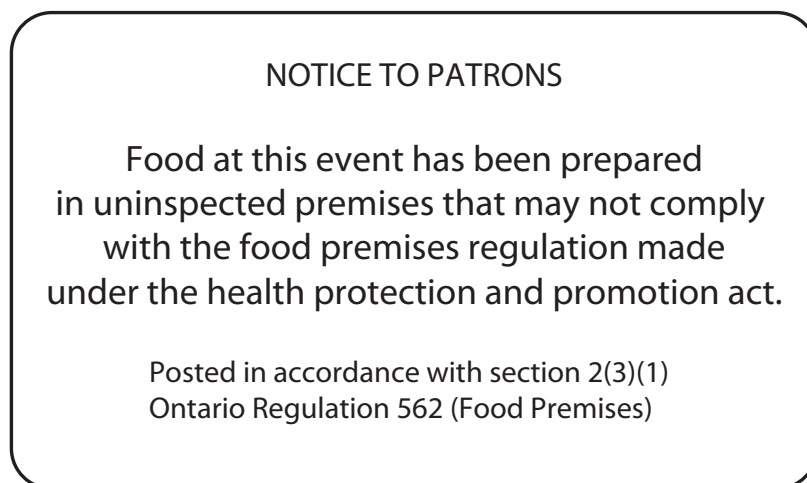 NOTICE TO PATRONS
Food at this event has been prepared
in uninspected premises that may not comply
with the food premises regulation made
under the health protection and promotion act.
Posted in accordance with section 2(3)(1)
Ontario Regulation 562 (Food Premises)